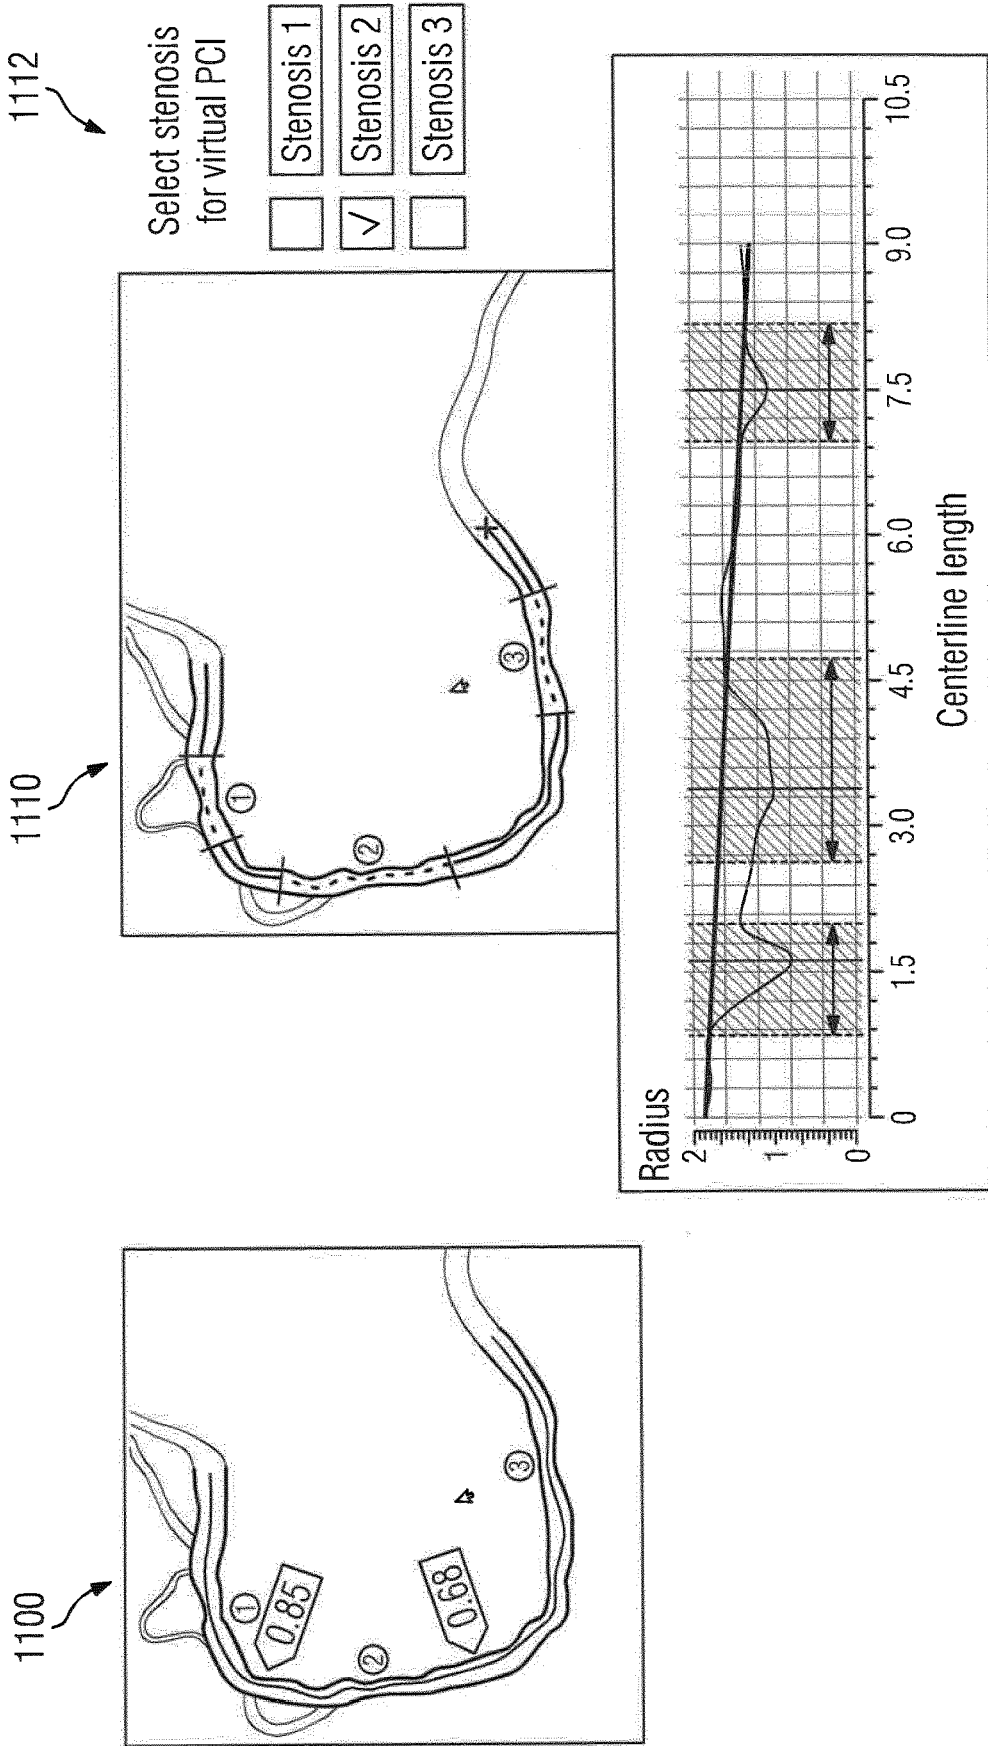 1100
1110
1112
①
0.85
②
0.68
③
①
②
③
Select stenosis
for virtual PCI
Stenosis 1
✓ Stenosis 2
Stenosis 3
Radius
2
1
0
0 1.5 3.0 4.5 6.0 7.5 9.0 10.5
Centerline length